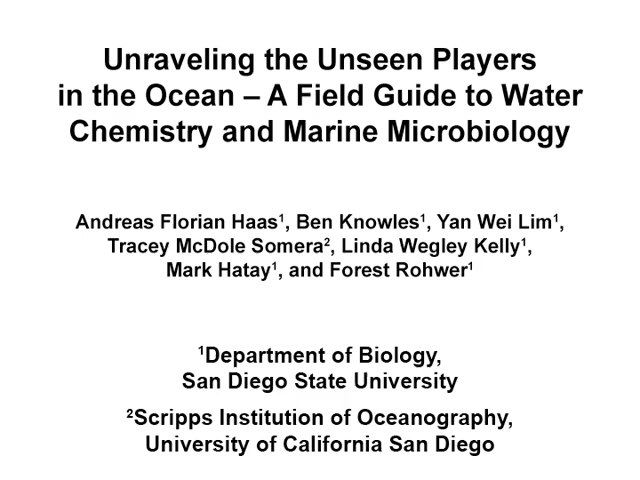 Unraveling the Unseen Players
in the Ocean – A Field Guide to Water
Chemistry and Marine Microbiology
Andreas Florian Haas¹, Ben Knowles¹, Yan Wei Lim¹,
Tracey McDole Somera², Linda Wegley Kelly¹,
Mark Hatay¹, and Forest Rohwer¹
¹Department of Biology,
San Diego State University
²Scripps Institution of Oceanography,
University of California San Diego